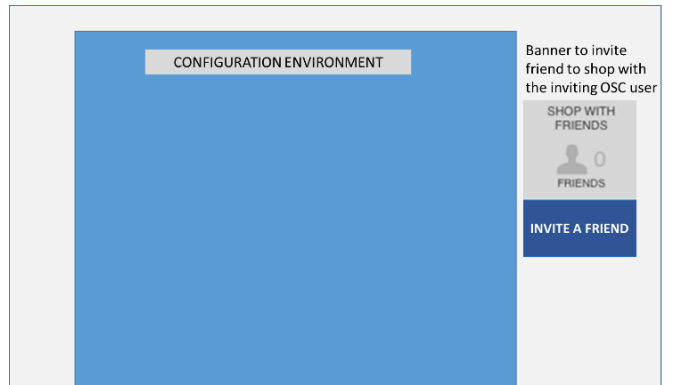 CONFIGURATION ENVIRONMENT
Banner to invite
friend to shop with
the inviting OSC user
SHOP WITH
FRIENDS
0
FRIENDS
INVITE A FRIEND